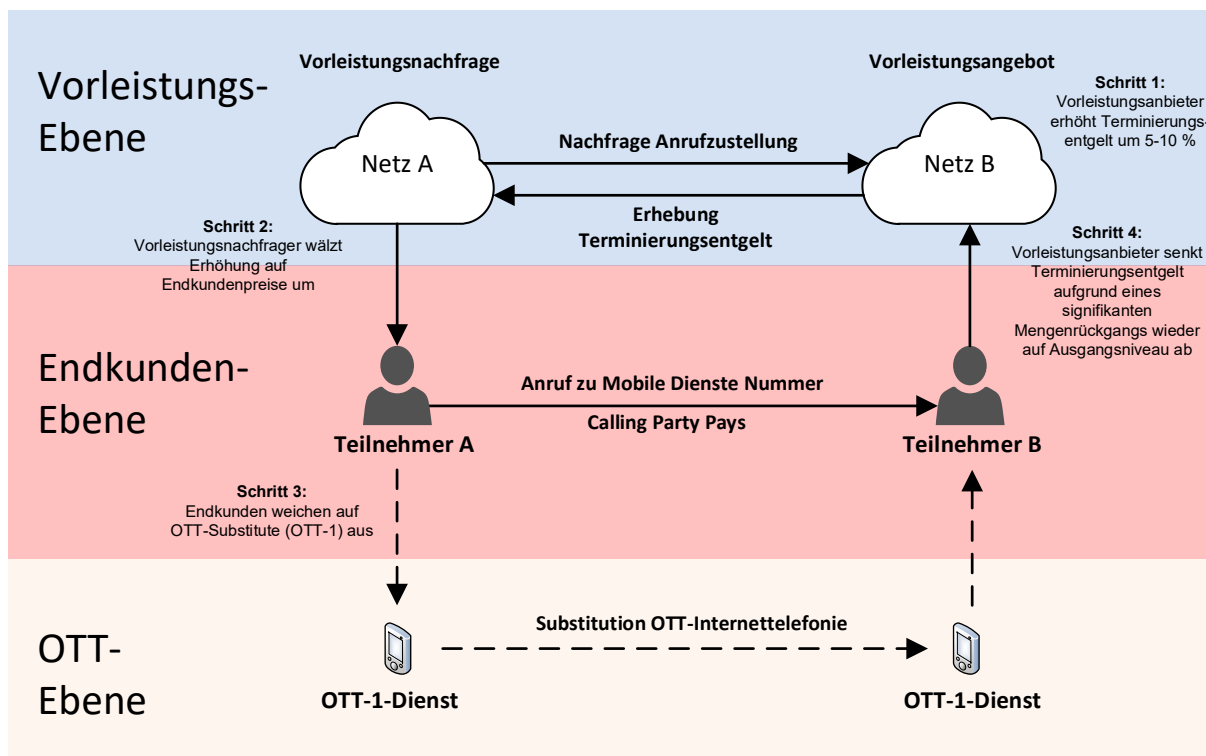 Vorleistungs-
Ebene
Vorleistungsnachfrage
Vorleistungsangebot
Schritt 1:
Vorleistungsanbieter
erhöht Terminierungs-
entgelt um 5-10 %
Netz A
Nachfrage Anrufzustellung
Netz B
Erhebung
Terminierungsentgelt
Schritt 2:
Vorleistungsnachfrager wälzt
Erhöhung auf
Endkundenpreise um
Schritt 4:
Vorleistungsanbieter senkt
Terminierungsentgelt
aufgrund eines
signifikanten
Mengenrückgangs wieder
auf Ausgangsniveau ab
Endkunden-
Ebene
Anruf zu Mobile Dienste Nummer
Calling Party Pays
Teilnehmer A
Teilnehmer B
Schritt 3:
Endkunden weichen auf
OTT-Substitute (OTT-1) aus
OTT-
Ebene
Substitution OTT-Internettelefonie
OTT-1-Dienst
OTT-1-Dienst